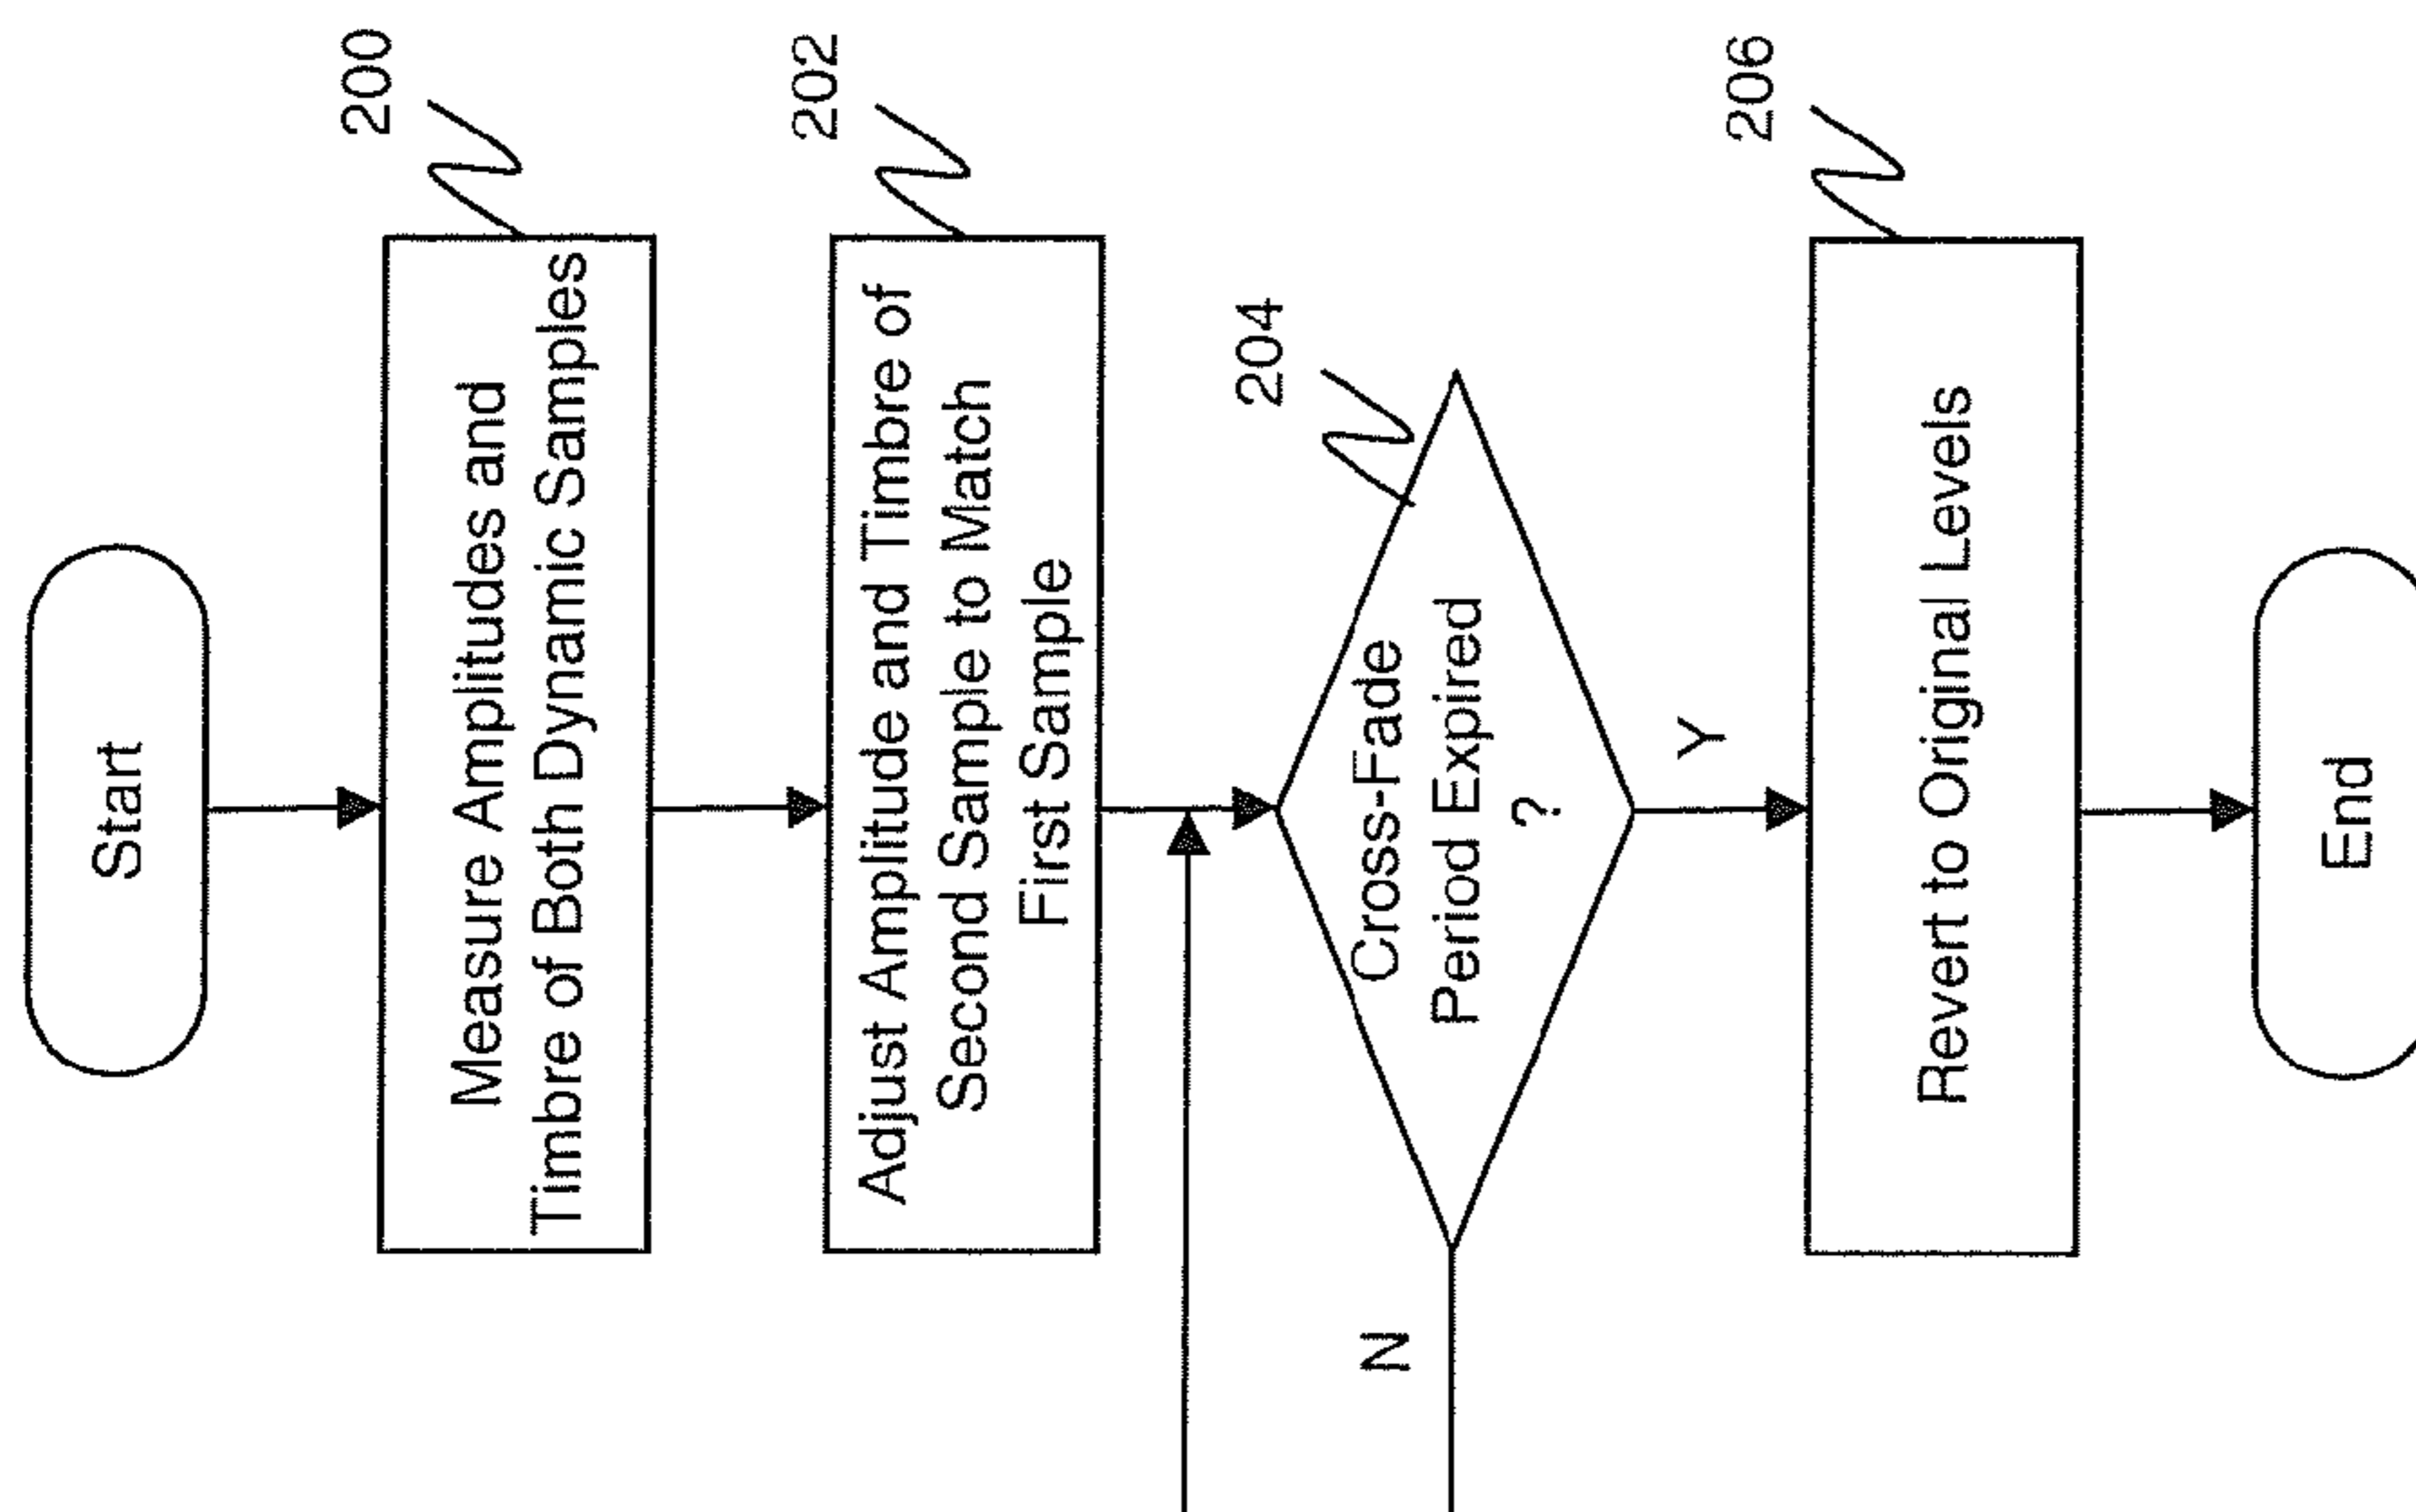 Start
200
Measure Amplitudes and
Timbre of Both Dynamic Samples
202
Adjust Amplitude and Timbre of
Second Sample to Match
First Sample
204
Cross-Fade
Period Expired
?
N
Y
206
Revert to Original Levels
End